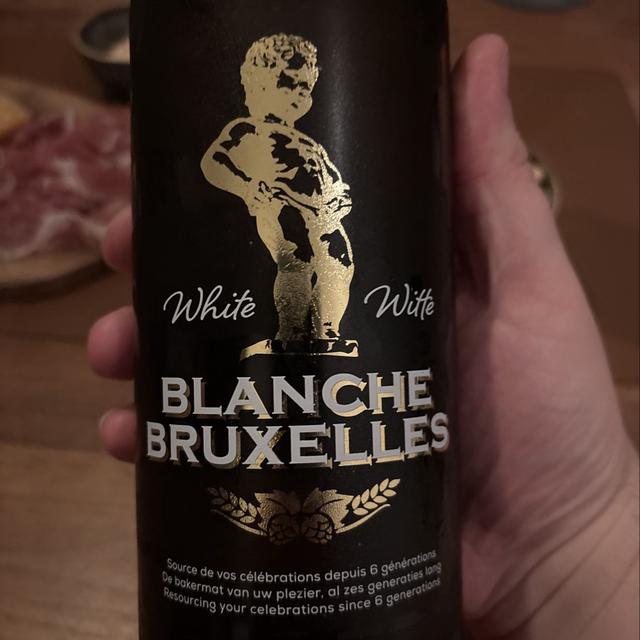 White Witte
BLANCHE
BRUXELLES
Source de vos célébrations depuis 6 générations
De bakermat van uw plezier, al zes generaties lang
Resourcing your celebrations since 6 generations